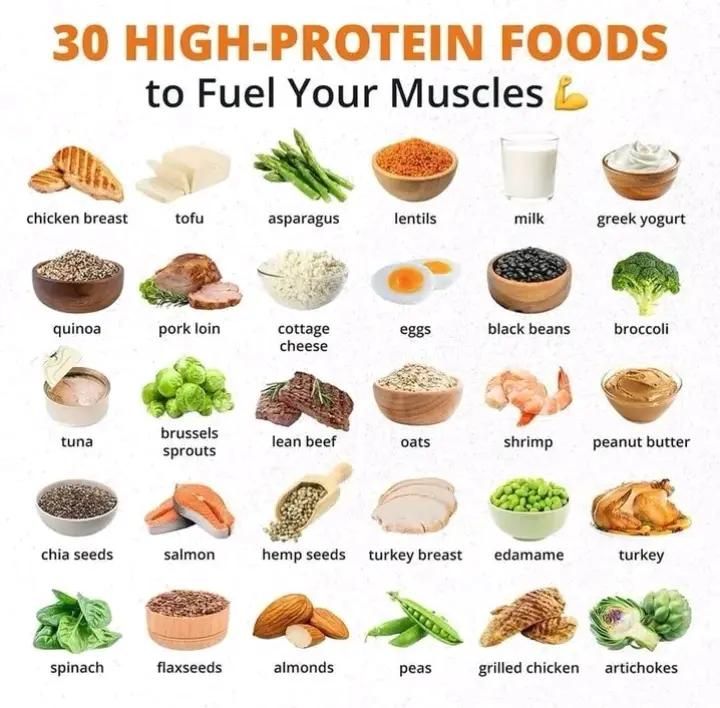 30 HIGH-PROTEIN FOODS
to Fuel Your Muscles 💪
chicken breast
tofu
asparagus
lentils
milk
greek yogurt
quinoa
pork loin
cottage
cheese
eggs
black beans
broccoli
tuna
brussels
sprouts
lean beef
oats
shrimp
peanut butter
chia seeds
salmon
hemp seeds
turkey breast
edamame
turkey
spinach
flaxseeds
almonds
peas
grilled chicken
artichokes